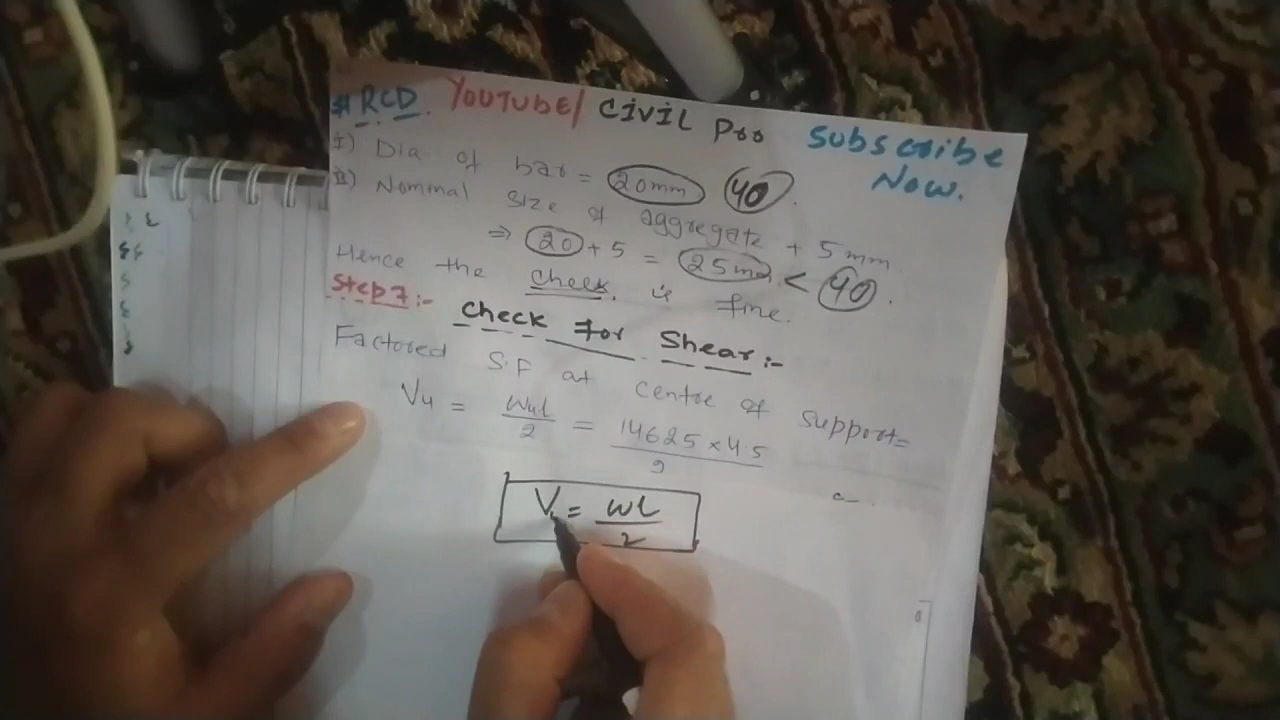 #RCD. YOUTUBE/ CiViL Pro Subscribe Now.
I) Dia. of bar = 20mm 40.
II) Nominal size of aggregate + 5mm
⇒ 20 + 5 = 25mm < 40.
Hence the check. is fine.
Step7:- Check for Shear:-
Factored S.F at centre of support=
Vu = Wul/2 = 14625 × 4.5/2
Vu = wl/2